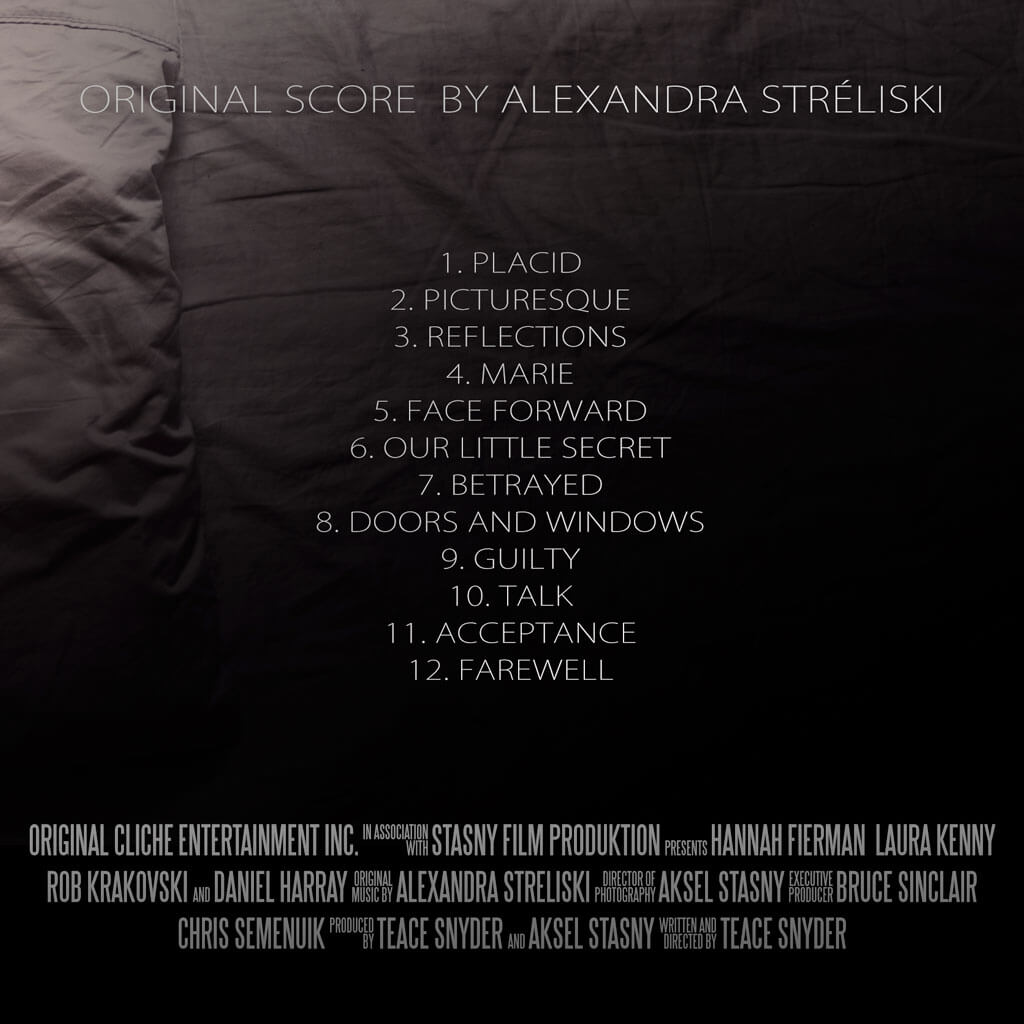 ORIGINAL SCORE BY ALEXANDRA STRÉLISKI
1. PLACID
2. PICTURESQUE
3. REFLECTIONS
4. MARIE
5. FACE FORWARD
6. OUR LITTLE SECRET
7. BETRAYED
8. DOORS AND WINDOWS
9. GUILTY
10. TALK
11. ACCEPTANCE
12. FAREWELL
ORIGINAL CLICHE ENTERTAINMENT INC. IN ASSOCIATION WITH STASNY FILM PRODUKTION PRESENTS HANNAH FIERMAN LAURA KENNY
ROB KRAKOVSKI AND DANIEL HARRAY ORIGINAL MUSIC BY ALEXANDRA STRELISKI DIRECTOR OF PHOTOGRAPHY AKSEL STASNY EXECUTIVE PRODUCER BRUCE SINCLAIR
CHRIS SEMENUIK PRODUCED BY TEACE SNYDER AND AKSEL STASNY WRITTEN AND DIRECTED BY TEACE SNYDER